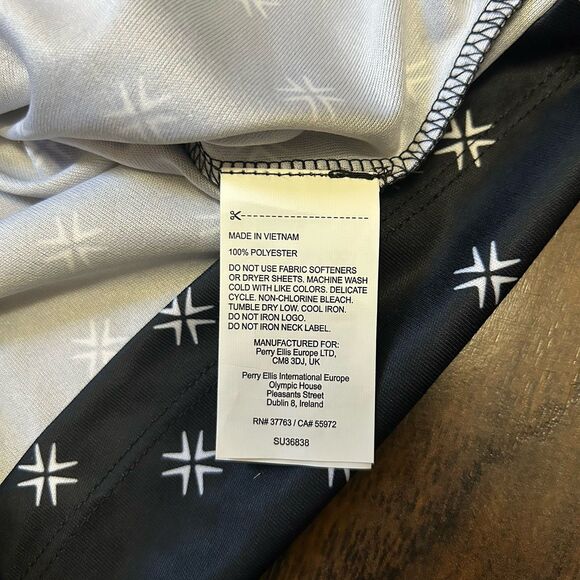 MADE IN VIETNAM
100% POLYESTER
DO NOT USE FABRIC SOFTENERS
OR DRYER SHEETS. MACHINE WASH
COLD WITH LIKE COLORS. DELICATE
CYCLE. NON-CHLORINE BLEACH.
TUMBLE DRY LOW. COOL IRON.
DO NOT IRON LOGO.
DO NOT IRON NECK LABEL.
MANUFACTURED FOR:
Perry Ellis Europe LTD,
CM8 3DJ, UK
Perry Ellis International Europe
Olympic House
Pleasants Street
Dublin 8, Ireland
RN# 37763 / CA# 55972
SU36838